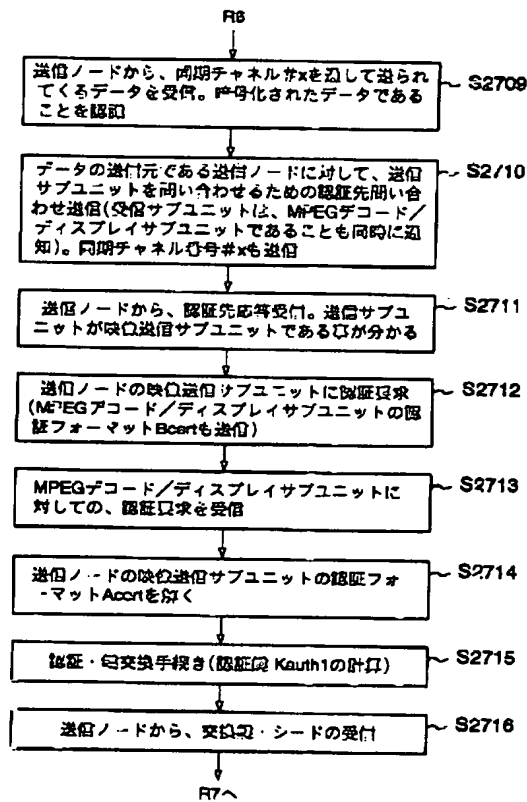 R6
送信ノードから、同期チャネル#xを通して送られ
てくるデータを受信。暗号化されたデータである
ことを認識
S2709
データの送信元である送信ノードに対して、送信
サブユニットを問い合わせるための認証先問い合
わせ送信(受信サブユニットは、MPEGデコード/
ディスプレイサブユニットであることも同時に通
知)。同期チャネル番号#xも送信
S2710
送信ノードから、認証先応答受付。送信サブユ
ニットが映像送信サブユニットである事が分かる
S2711
送信ノードの映像送信サブユニットに認証要求
(MPEGデコード/ディスプレイサブユニットの認
証フォーマットBcertも送信)
S2712
MPEGデコード/ディスプレイサブユニットに
対しての、認証要求を受信
S2713
送信ノードの映像送信サブユニットの認証フォ
ーマットAcertを解く
S2714
認証・鍵交換手続き(認証鍵 Kauth1の計算)
S2715
送信ノードから、交換鍵・シードの受付
S2716
R7へ